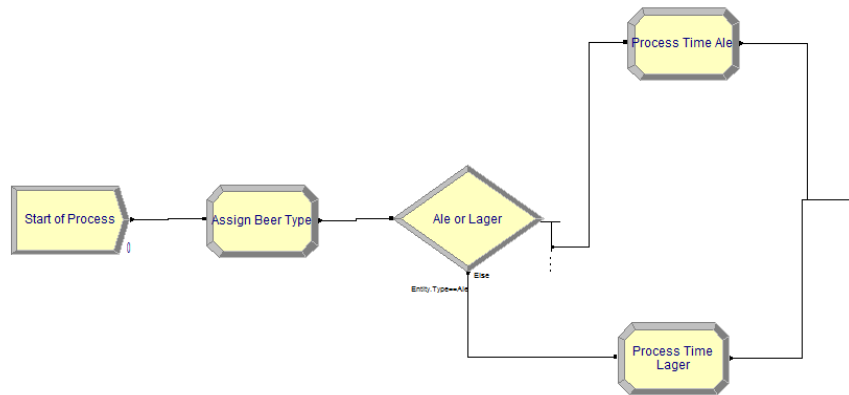 Process Time Ale
Start of Process
0
Assign Beer Type
Ale or Lager
Else
Entity.Type==Ale
Process Time
Lager